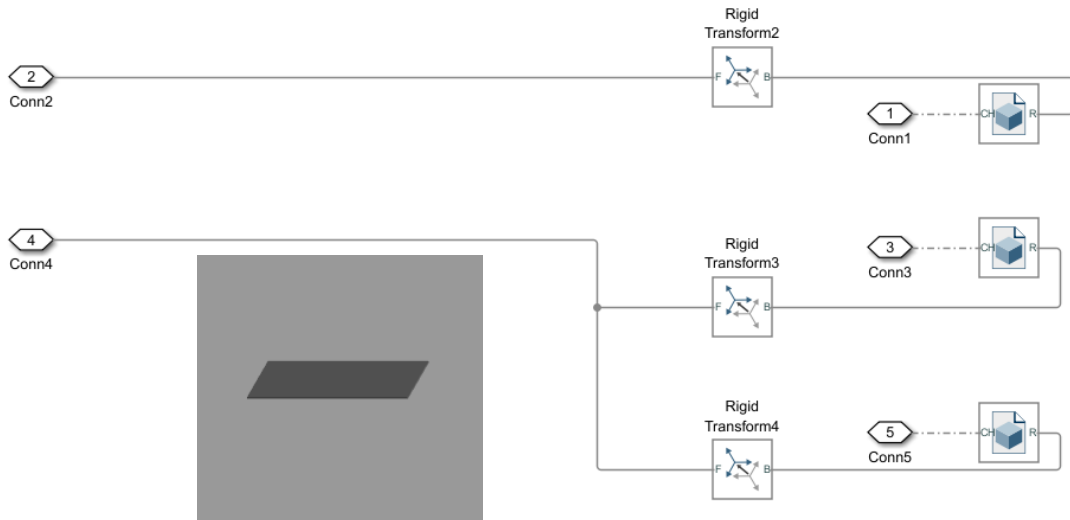 Rigid
Transform2
2
F
B
Conn2
1
CH
R
Conn1
4
Conn4
Rigid
Transform3
3
CH
R
Conn3
F
B
Rigid
Transform4
5
CH
R
Conn5
F
B